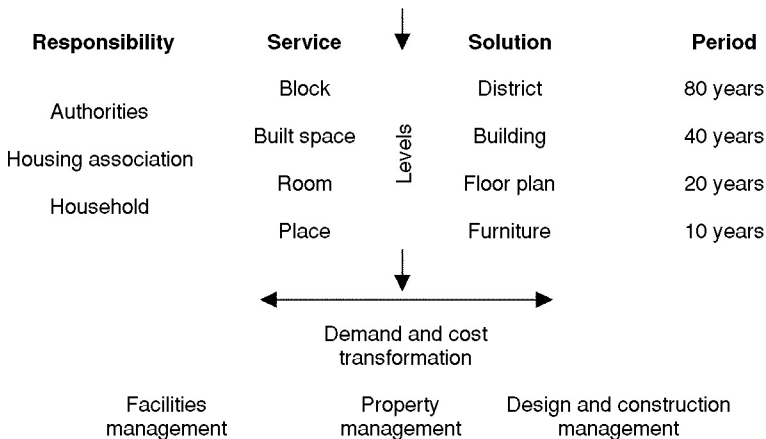 Responsibility Service Solution Period
Block District 80 years
Authorities
Built space Building 40 years
Levels
Housing association
Room Floor plan 20 years
Household
Place Furniture 10 years
Demand and cost
transformation
Facilities Property Design and construction
management management management